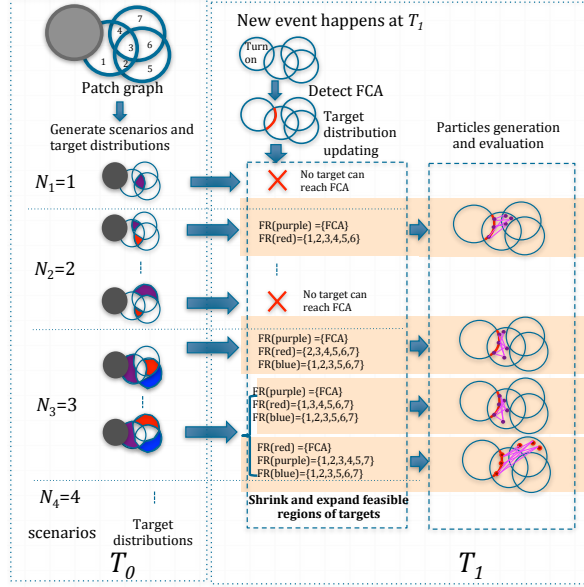 7
4
6
3
1
2
5
Patch graph
Generate scenarios and
target distributions
New event happens at T1
Turn
on
Detect FCA
Target
distribution
updating
Particles generation
and evaluation
N1=1
No target can
reach FCA
N2=2
FR(purple) ={FCA}
FR(red)={1,2,3,4,5,6}
No target can
reach FCA
N3=3
FR(purple) ={FCA}
FR(red)={2,3,4,5,6,7}
FR(blue)={1,2,3,5,6,7}
FR(purple) ={FCA}
FR(red)={1,3,4,5,6,7}
FR(blue)={1,2,3,5,6,7}
FR(red) ={FCA}
FR(purple)={1,2,3,4,5,7}
FR(blue)={1,2,3,5,6,7}
N4=4
scenarios
Target
distributions
Shrink and expand feasible
regions of targets
T0
T1